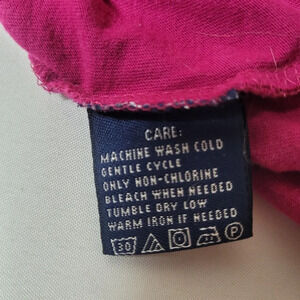 CARE:
MACHINE WASH COLD
GENTLE CYCLE
ONLY NON-CHLORINE
BLEACH WHEN NEEDED
TUMBLE DRY LOW
WARM IRON IF NEEDED
30 P